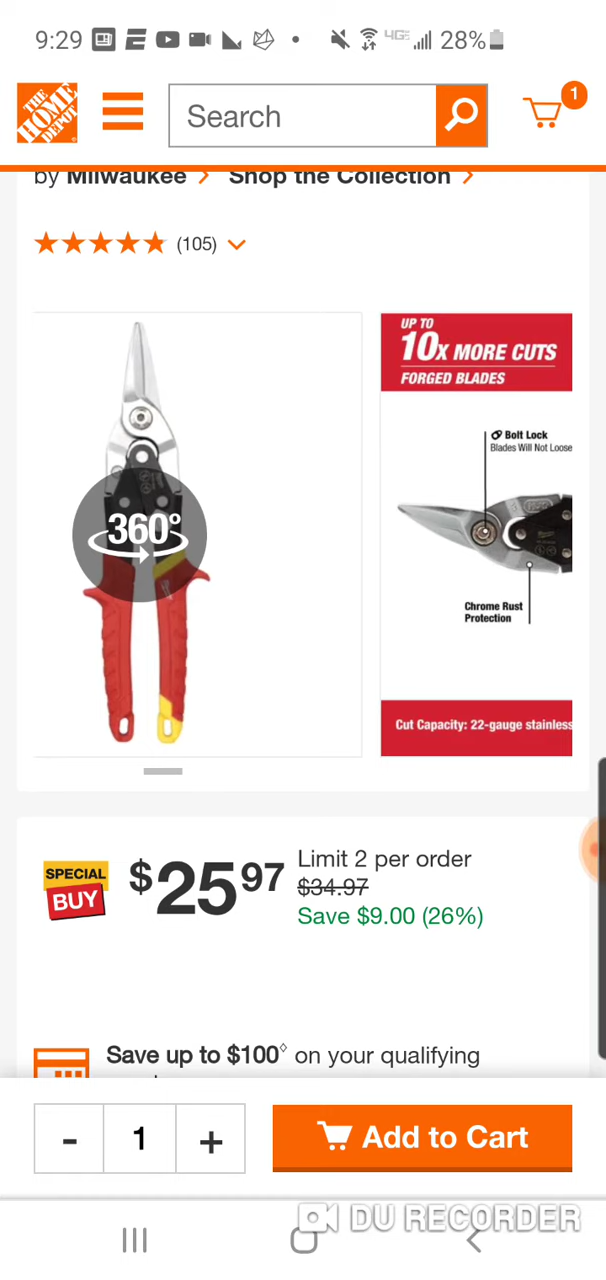 9:29
4GE
28%
THE HOME DEPOT
Search
1
by Milwaukee
Shop the Collection
(105)
360°
UP TO
10X MORE CUTS
FORGED BLADES
Bolt Lock
Blades Will Not Loose
Chrome Rust
Protection
Cut Capacity: 22-gauge stainless
SPECIAL
BUY
$25 97
Limit 2 per order
$34.97
Save $9.00 (26%)
Save up to $100◊ on your qualifying
-
1
+
Add to Cart
DU RECORDER